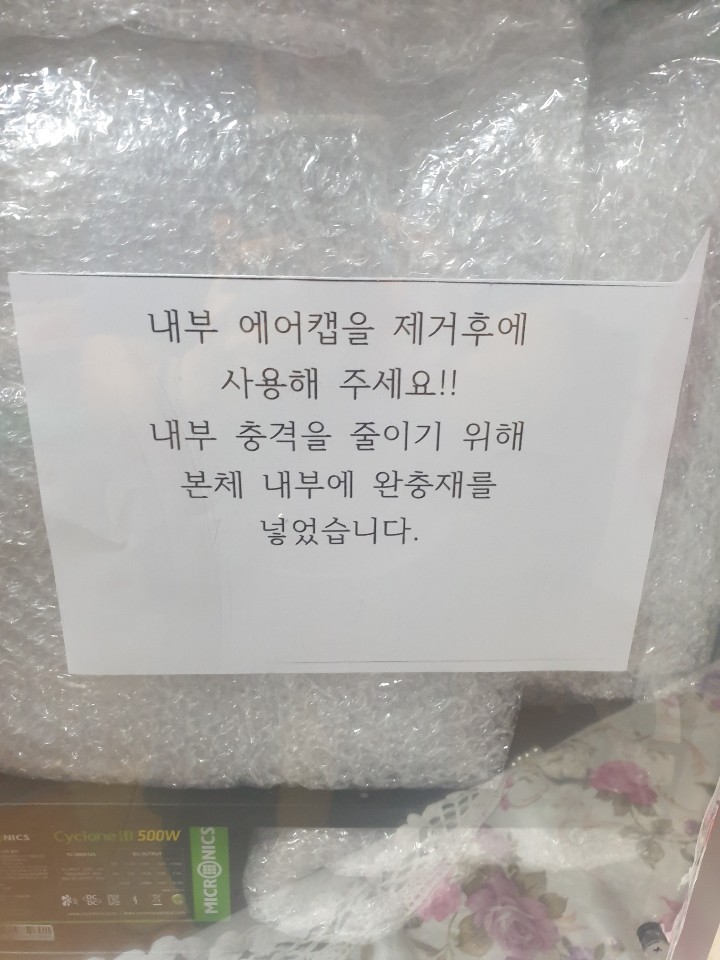 내부 에어캡을 제거후에
사용해 주세요!!
내부 충격을 줄이기 위해
본체 내부에 완충재를
넣었습니다.
NICS
Cyclone III 500W
MICRONICS